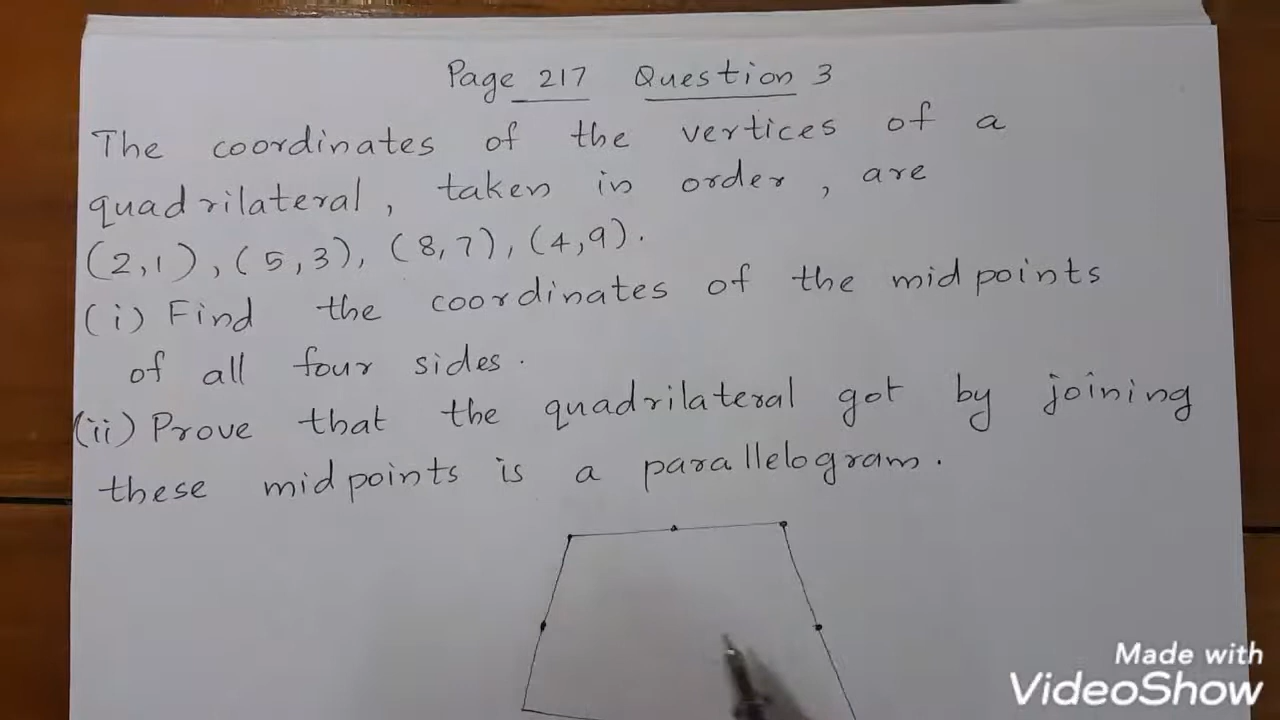 Page 217 Question 3
The coordinates of the vertices of a
quadrilateral, taken in order, are
(2,1), (5,3), (8,7), (4,9).
(i) Find the coordinates of the midpoints
of all four sides.
(ii) Prove that the quadrilateral got by joining
these midpoints is a parallelogram.
Made with
VideoShow